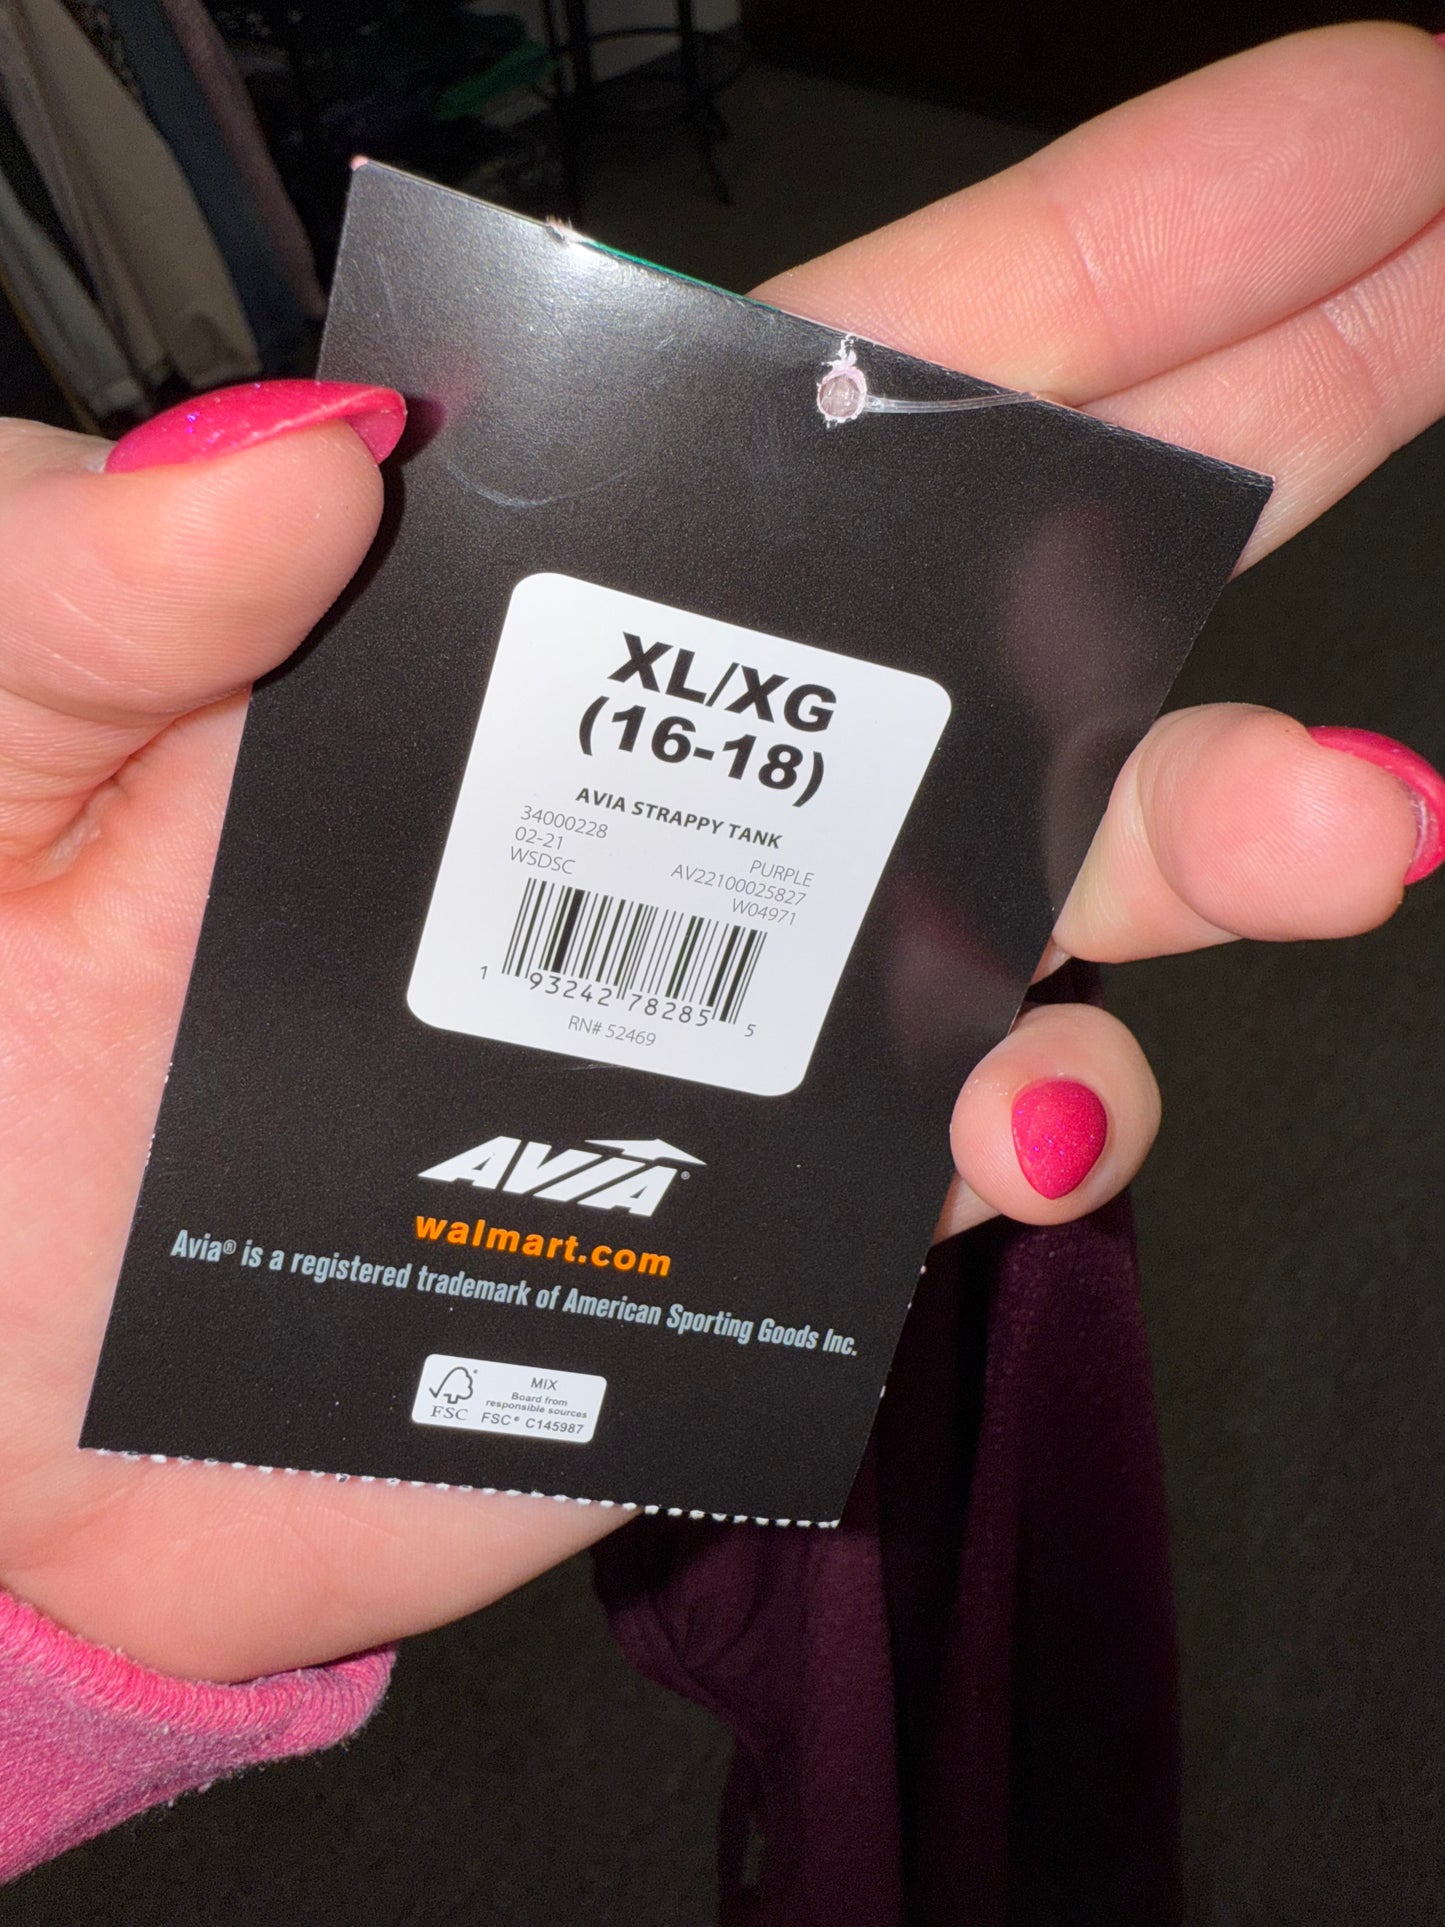 XL/XG
(16-18)
AVIA STRAPPY TANK
34000228
02-21
WSDSC
PURPLE
AV22100025827
W04971
1 93242 78285 5
RN# 52469
AVIA®
walmart.com
Avia® is a registered trademark of American Sporting Goods Inc.
FSC
MIX
Board from
responsible sources
FSC® C145987